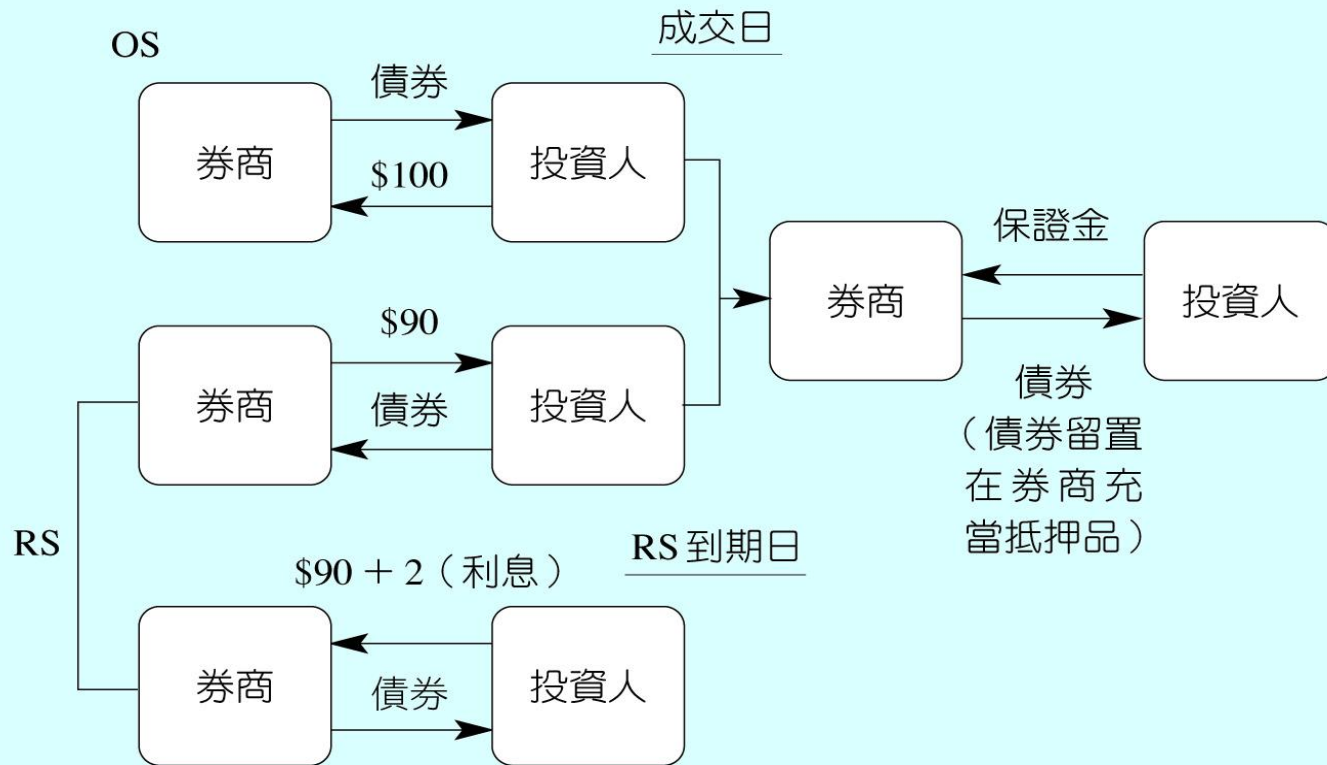 成交日
OS
券商
債券
$100
投資人
券商
$90
債券
投資人
券商
保證金
債券
（債券留置
在券商充
當抵押品）
投資人
RS
RS 到期日
$90＋2（利息）
券商
債券
投資人